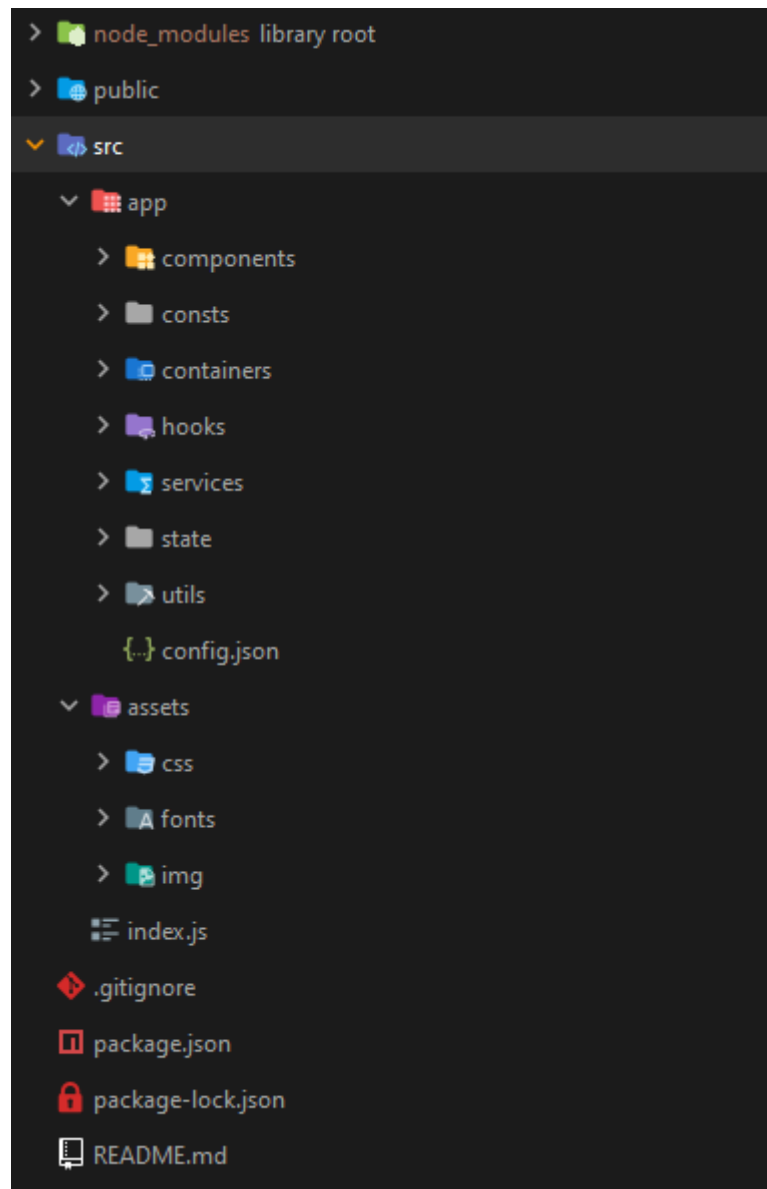 node_modules library root
public
src
app
components
consts
containers
hooks
services
state
utils
{...} config.json
assets
css
fonts
img
index.js
.gitignore
package.json
package-lock.json
README.md